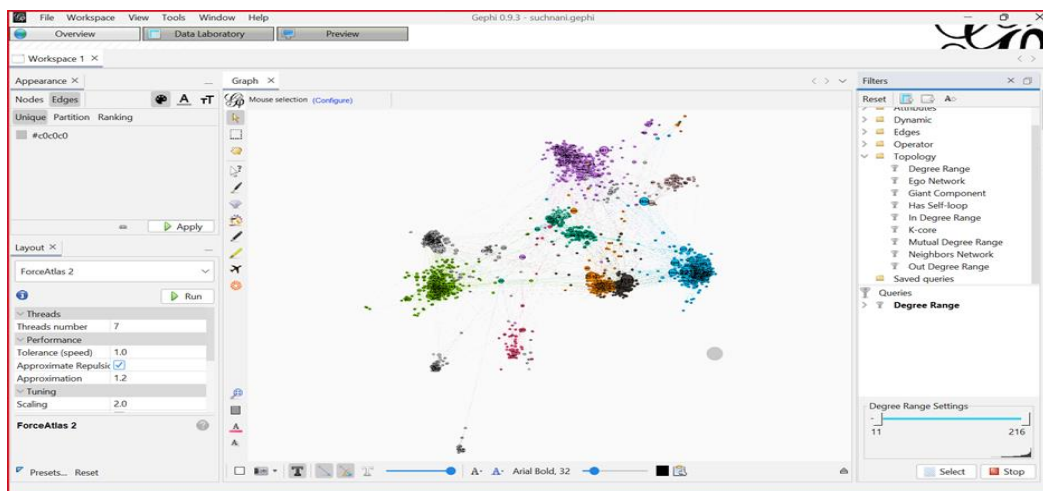 File Workspace View Tools Window Help
Gephi 0.9.3 - suchnani.gephi
Overview
Data Laboratory
Preview
Workspace 1
Appearance
Nodes Edges
Unique Partition Ranking
#c0c0c0
Apply
Layout
ForceAtlas 2
Run
Threads
Threads number 7
Performance
Tolerance (speed) 1.0
Approximate Repulsic
Approximation 1.2
Tuning
Scaling 2.0
ForceAtlas 2
Presets... Reset
Graph
Mouse selection (Configure)
Arial Bold, 32
Filters
Reset
Attributes
Dynamic
Edges
Operator
Topology
Degree Range
Ego Network
Giant Component
Has Self-loop
In Degree Range
K-core
Mutual Degree Range
Neighbors Network
Out Degree Range
Saved queries
Queries
Degree Range
Degree Range Settings
11 216
Select Stop